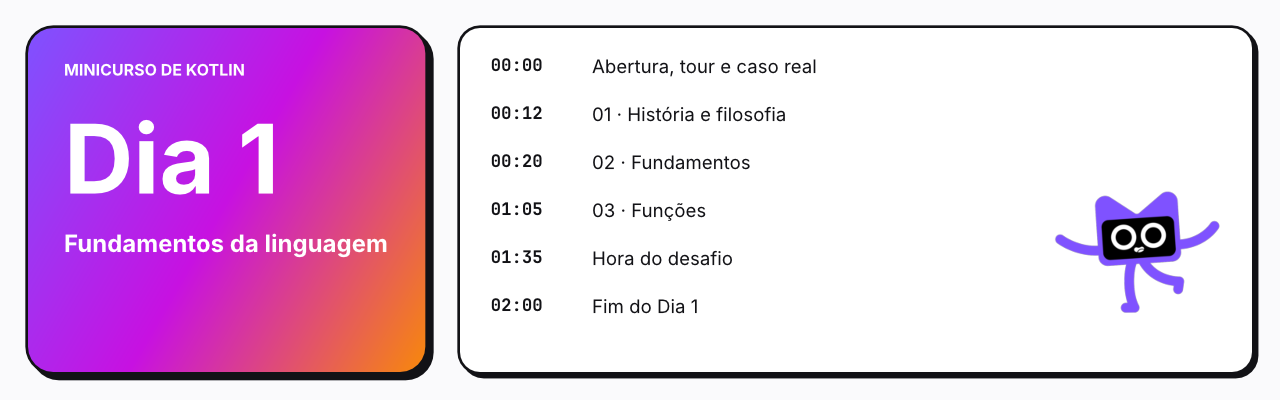 MINICURSO DE KOTLIN
Dia 1
Fundamentos da linguagem
00:00 Abertura, tour e caso real
00:12 01 · História e filosofia
00:20 02 · Fundamentos
01:05 03 · Funções
01:35 Hora do desafio
02:00 Fim do Dia 1